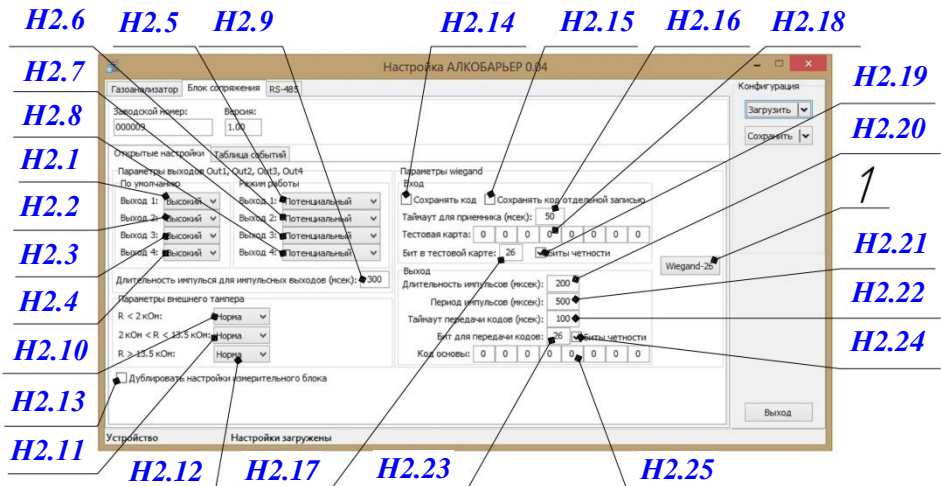 H2.6 H2.5 H2.9 H2.14 H2.15 H2.16 H2.18
H2.7
H2.8
H2.1
H2.2
H2.3
H2.4
H2.10
H2.13
H2.11
H2.12 H2.17 H2.23 H2.25
H2.19
H2.20
1
H2.21
H2.22
H2.24
Настройка АЛКОБАРЬЕР 0.04
Газоанализатор Блок сопряжения RS-485
Заводской номер: Версия:
000009 1.00
Открытые настройки Таблица событий
Параметры выходов Out1, Out2, Out3, Out4
По умолчанию Режим работы
Выход 1: Высокий Выход 1: Потенциальный
Выход 2: Высокий Выход 2: Потенциальный
Выход 3: Высокий Выход 3: Потенциальный
Выход 4: Высокий Выход 4: Потенциальный
Длительность импульса для импульсных выходов (мсек): 300
Параметры внешнего тампера
R < 2 кОм: Норма
2 кОм < R < 13.5 кОм: Норма
R > 13.5 кОм: Норма
Дублировать настройки измерительного блока
Параметры wiegand
Вход
Сохранять код Сохранять код отдельной записью
Таймаут для приемника (мсек): 50
Тестовая карта: 0 0 0 0 0 0 0 0
Бит в тестовой карте: 26 Биты четности
Выход
Длительность импульсов (мксек): 200
Период импульсов (мксек): 500
Таймаут передачи кодов (мсек): 100
Бит для передачи кодов: 26 Биты четности
Код основы: 0 0 0 0 0 0 0 0
Wiegand-26
Конфигурация
Загрузить
Сохранить
Выход
Устройство Настройки загружены